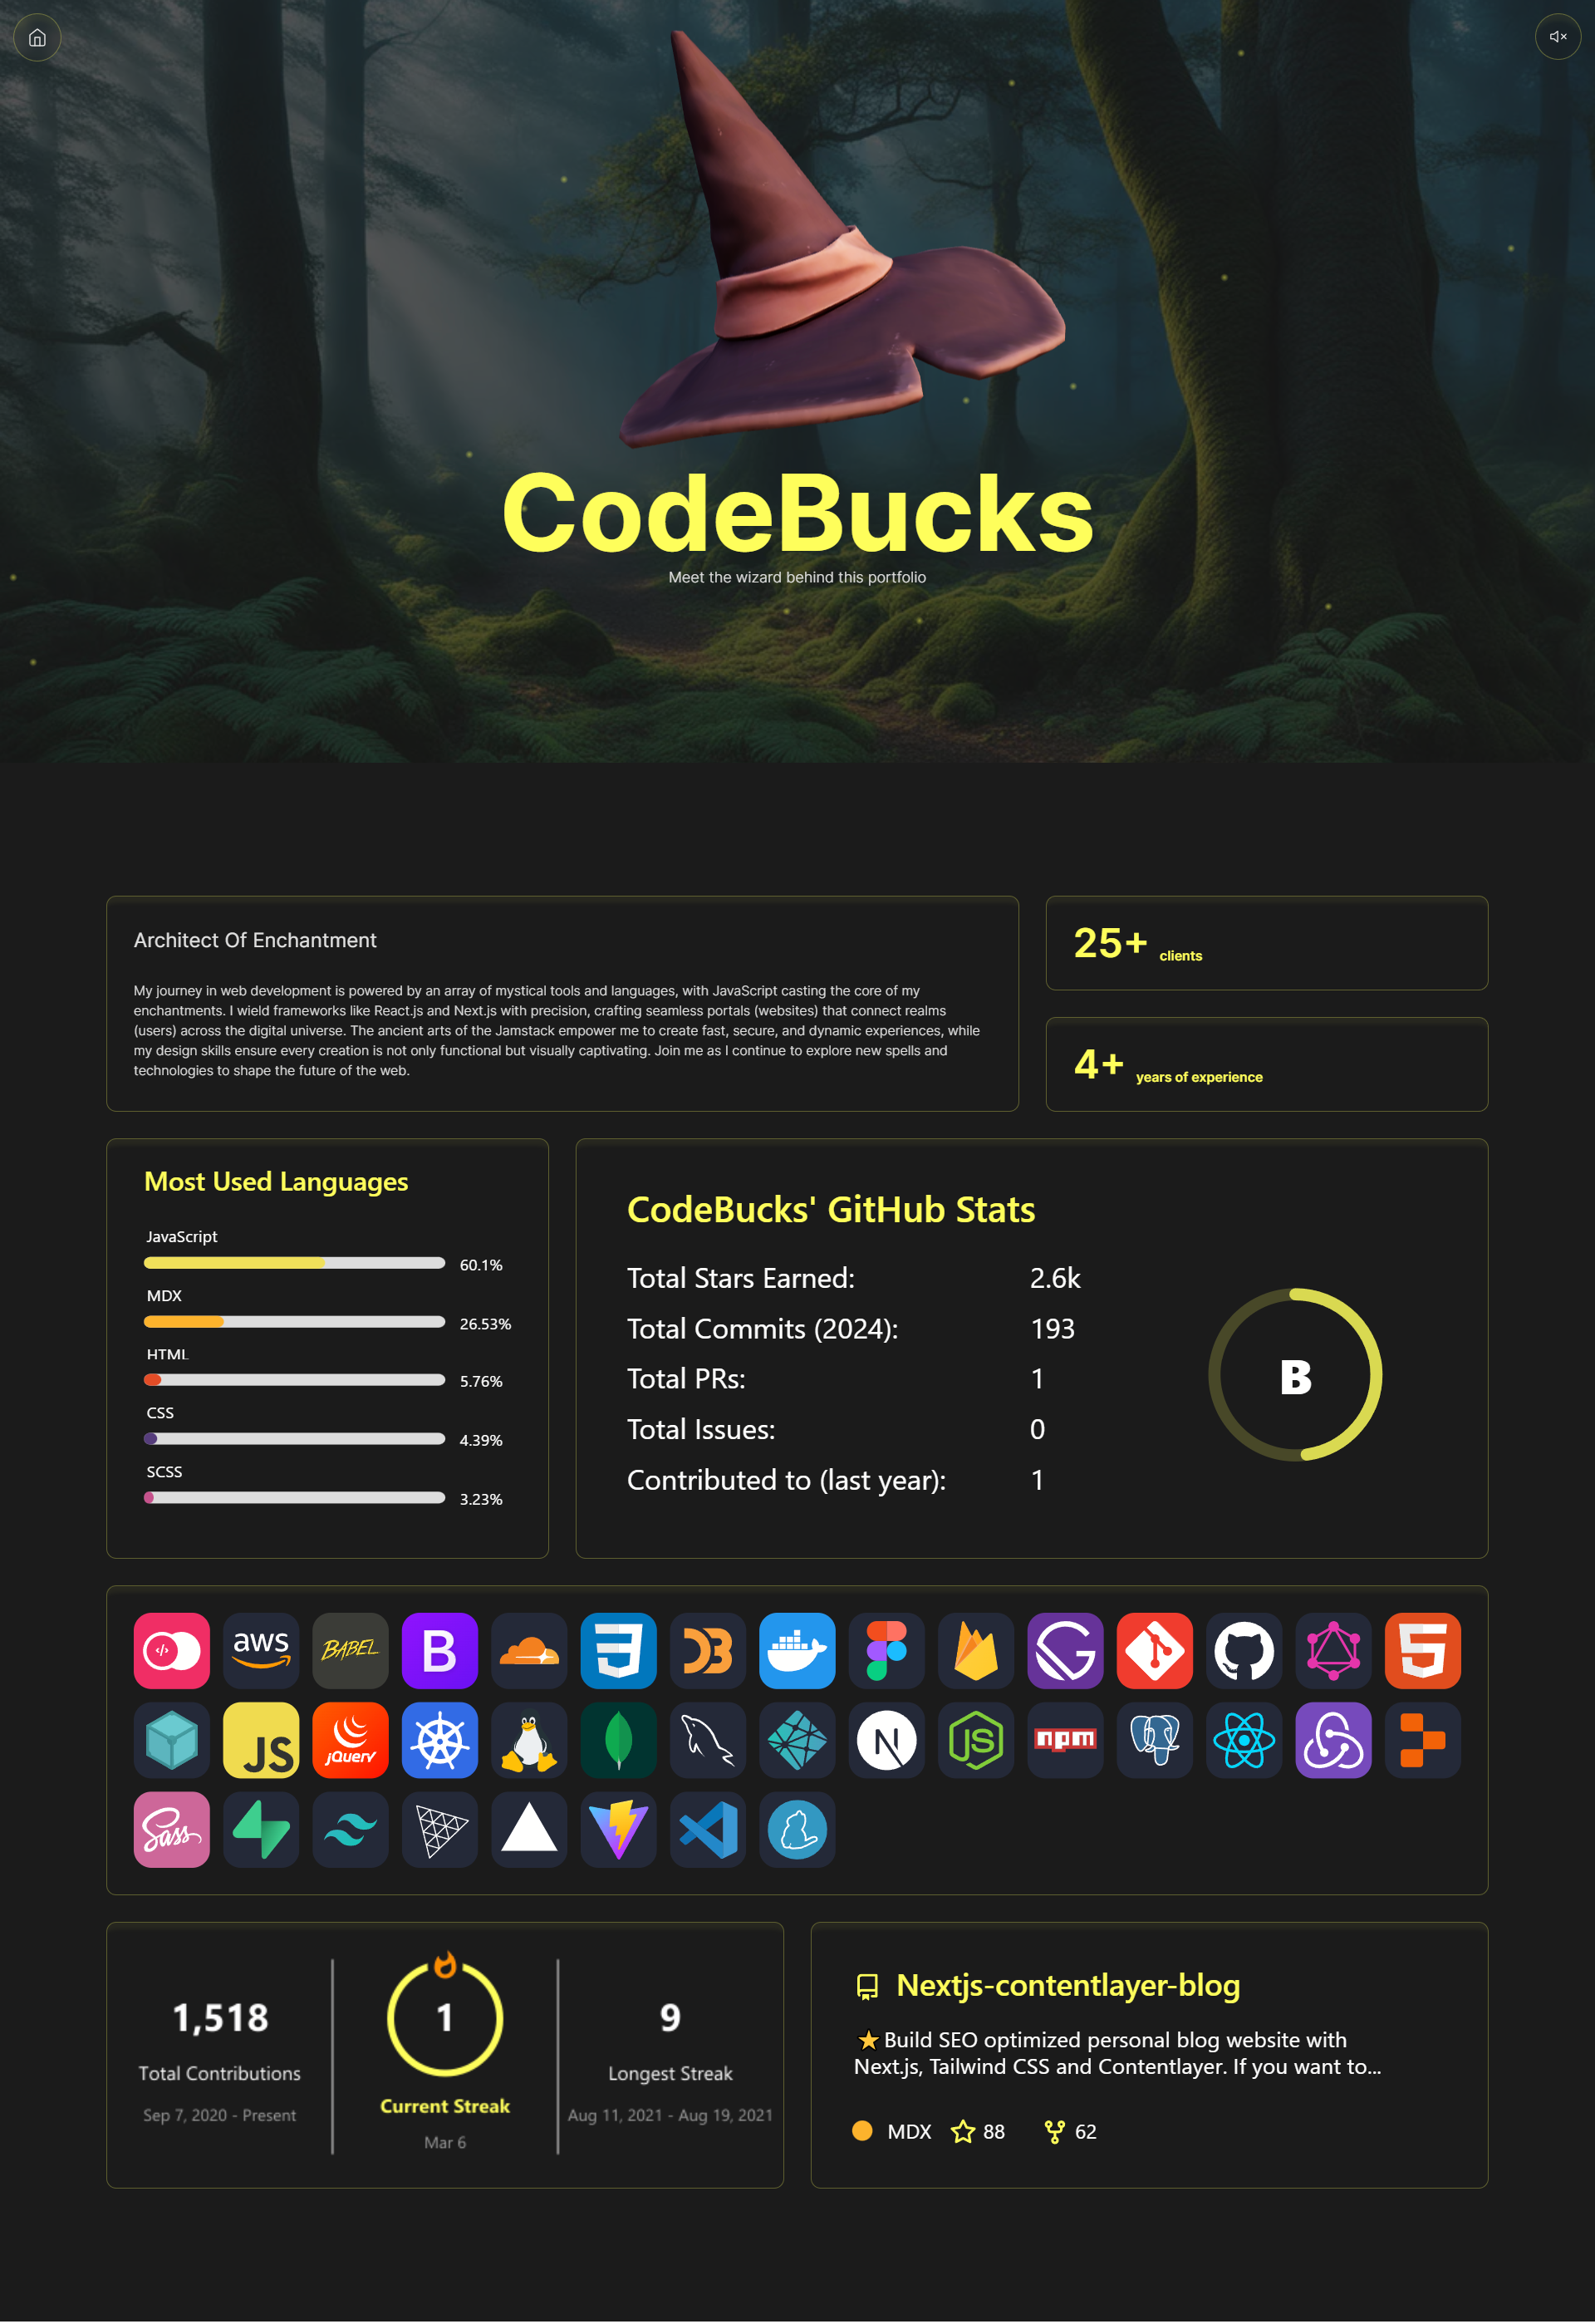 CodeBucks
Meet the wizard behind this portfolio
Architect Of Enchantment
My journey in web development is powered by an array of mystical tools and languages, with JavaScript casting the core of my
enchantments. I wield frameworks like React.js and Next.js with precision, crafting seamless portals (websites) that connect realms
(users) across the digital universe. The ancient arts of the Jamstack empower me to create fast, secure, and dynamic experiences, while
my design skills ensure every creation is not only functional but visually captivating. Join me as I continue to explore new spells and
technologies to shape the future of the web.
25+ clients
4+ years of experience
Most Used Languages
JavaScript
60.1%
MDX
26.53%
HTML
5.76%
CSS
4.39%
SCSS
3.23%
CodeBucks' GitHub Stats
Total Stars Earned: 2.6k
Total Commits (2024): 193
Total PRs: 1
Total Issues: 0
Contributed to (last year): 1
B
</>
aws
BABEL
B
3
D3
5
JS
jQuery
N
JS
npm
Sass
1,518
Total Contributions
Sep 7, 2020 - Present
1
Current Streak
Mar 6
9
Longest Streak
Aug 11, 2021 - Aug 19, 2021
Nextjs-contentlayer-blog
⭐Build SEO optimized personal blog website with
Next.js, Tailwind CSS and Contentlayer. If you want to...
MDX 88 62